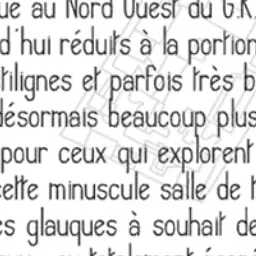 ue au Nord Ouest du G.R.
d'hui réduits à la portion
tilignes et parfois très b
désormais beaucoup plus
pour ceux qui explorent
cette minuscule salle de
s glauques à souhait de